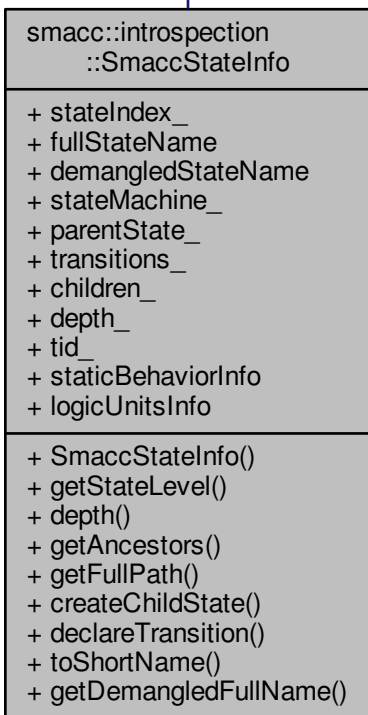 smacc::introspection
::SmaccStateInfo
+ stateIndex_
+ fullStateName
+ demangledStateName
+ stateMachine_
+ parentState_
+ transitions_
+ children_
+ depth_
+ tid_
+ staticBehaviorInfo
+ logicUnitsInfo
+ SmaccStateInfo()
+ getStateLevel()
+ depth()
+ getAncestors()
+ getFullPath()
+ createChildState()
+ declareTransition()
+ toShortName()
+ getDemangledFullName()